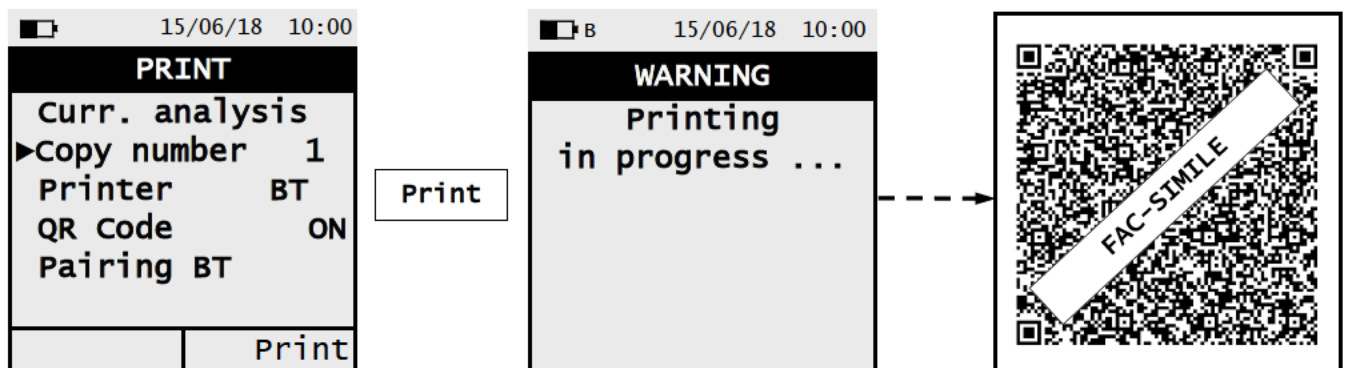 15/06/18 10:00
PRINT
Curr. analysis
▶Copy number 1
Printer BT
QR Code ON
Pairing BT
Print
Print
B 15/06/18 10:00
WARNING
Printing
in progress ...
FAC-SIMILE